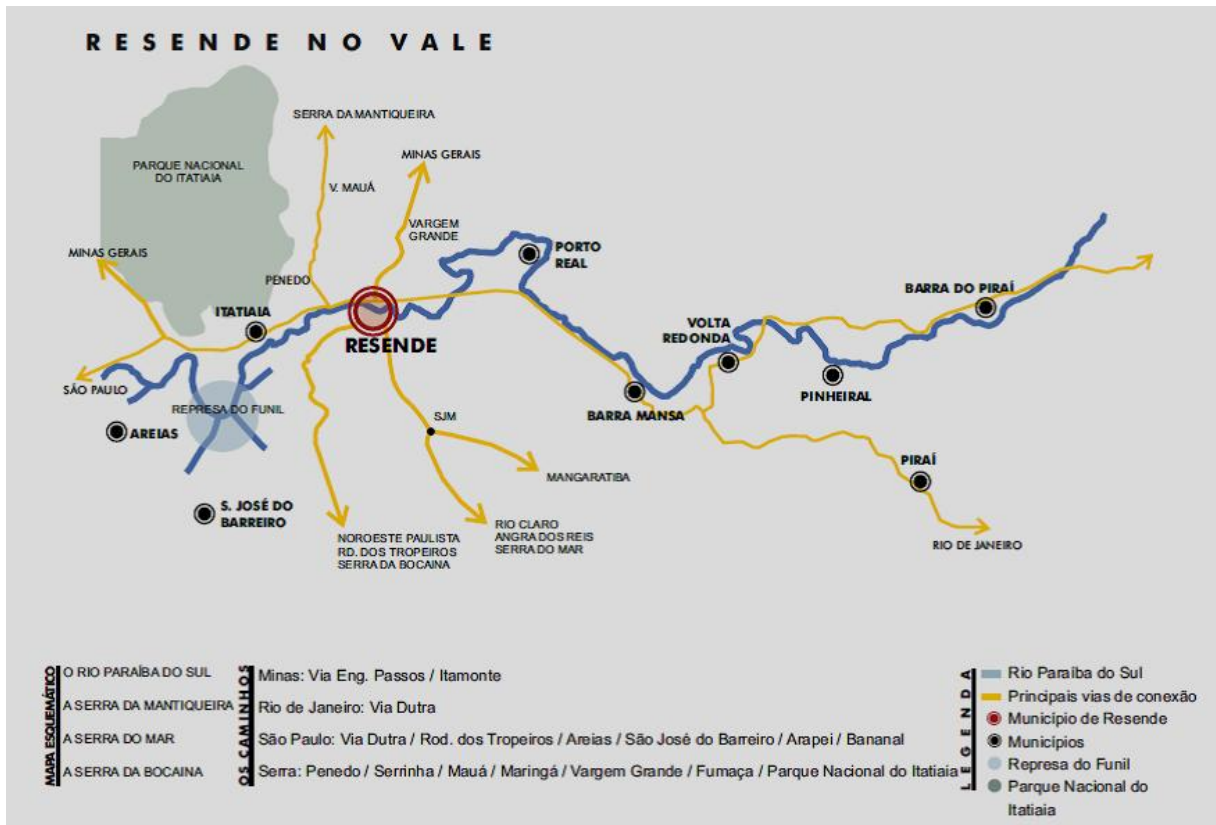 RESENDE NO VALE
SERRA DA MANTIQUEIRA
MINAS GERAIS
PARQUE NACIONAL
DO ITATIAIA
V. MAUÁ
VARGEM
GRANDE
MINAS GERAIS
PENEDO
PORTO
REAL
ITATIAIA
BARRA DO PIRAÍ
RESENDE
VOLTA
REDONDA
SÃO PAULO
REPRESA DO FUNIL
PINHEIRAL
AREIAS
SJM
BARRA MANSA
PIRAÍ
MANGARATIBA
S. JOSÉ DO
BARREIRO
NOROESTE PAULISTA
RD. DOS TROPEIROS
SERRA DA BOCAINA
RIO CLARO
ANGRA DOS REIS
SERRA DO MAR
RIO DE JANEIRO
MAPA ESQUEMÁTICO
O RIO PARAÍBA DO SUL
A SERRA DA MANTIQUEIRA
A SERRA DO MAR
A SERRA DA BOCAINA
OS CAMINHOS
Minas: Via Eng. Passos / Itamonte
Rio de Janeiro: Via Dutra
São Paulo: Via Dutra / Rod. dos Tropeiros / Areias / São José do Barreiro / Arapei / Bananal
Serra: Penedo / Serrinha / Mauá / Maringá / Vargem Grande / Fumaça / Parque Nacional do Itatiaia
LEGENDA
Rio Paraíba do Sul
Principais vias de conexão
Município de Resende
Municípios
Represa do Funil
Parque Nacional do
Itatiaia